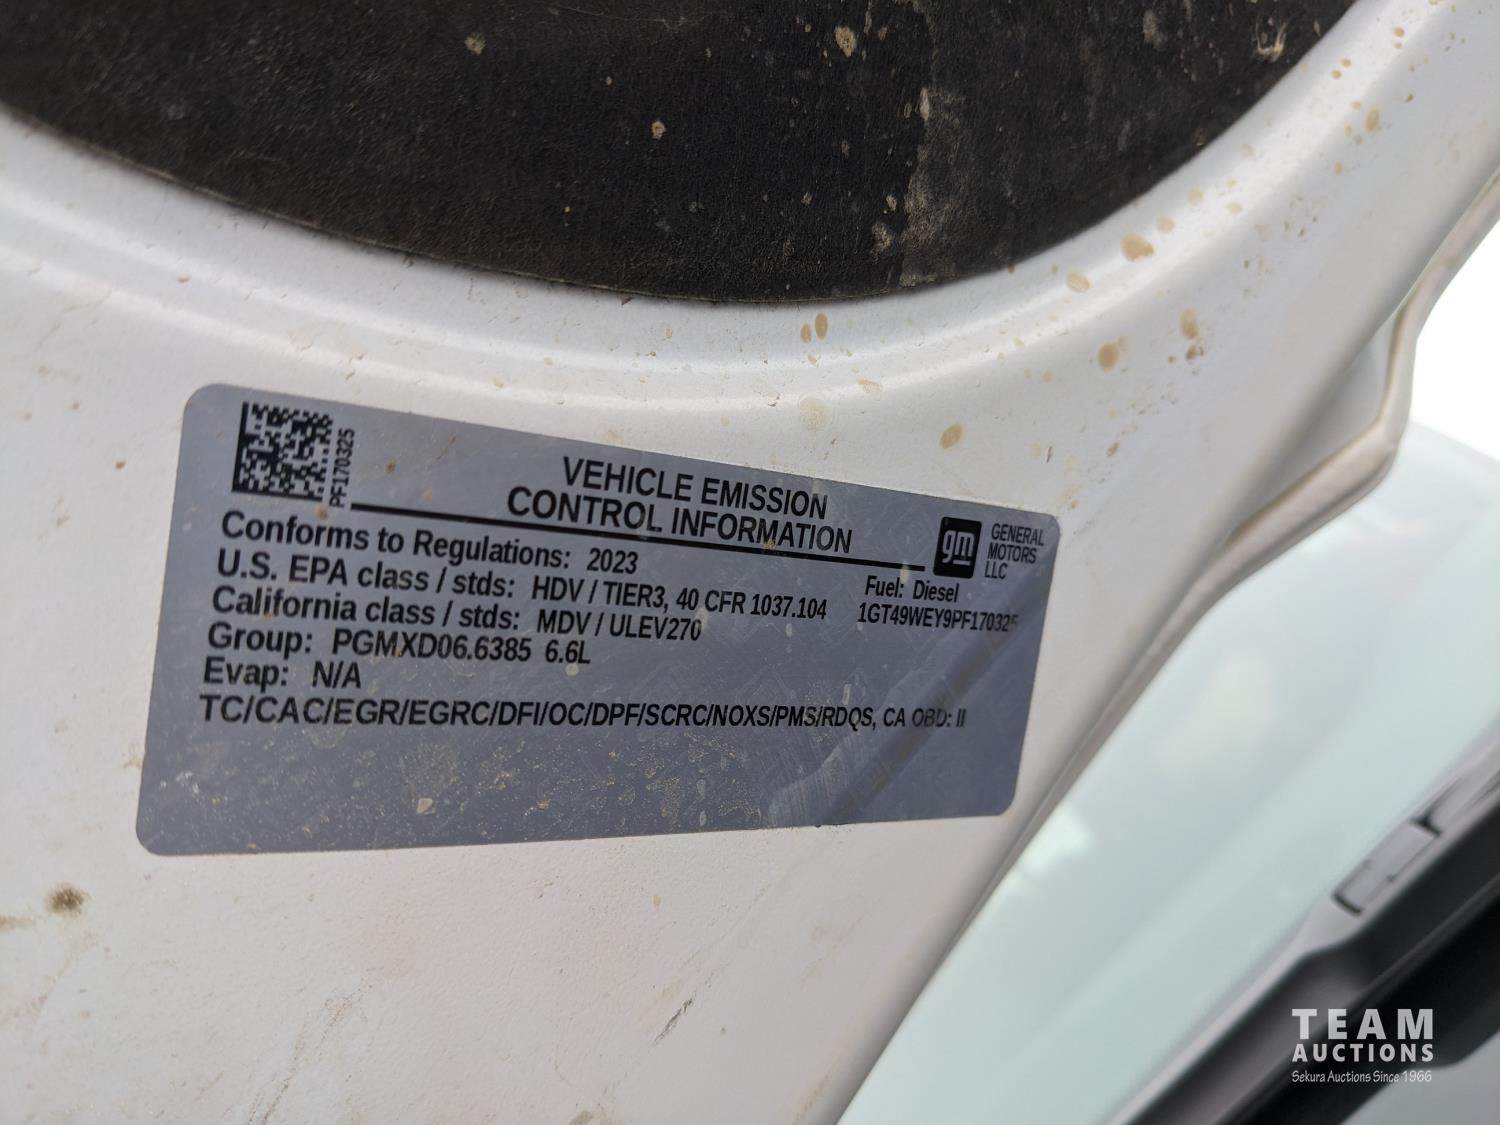 PF170325
VEHICLE EMISSION
CONTROL INFORMATION
gm
GENERAL
MOTORS
LLC
Conforms to Regulations: 2023
Fuel: Diesel
U.S. EPA class / stds: HDV / TIER3, 40 CFR 1037.104
1GT49WEY9PF170325
California class / stds: MDV / ULEV270
Group: PGMXD06.6385 6.6L
Evap: N/A
TC/CAC/EGR/EGRC/DFI/OC/DPF/SCRC/NOXS/PMS/RDQS, CA OBD: II
TEAM
AUCTIONS
Sekura Auctions Since 1966